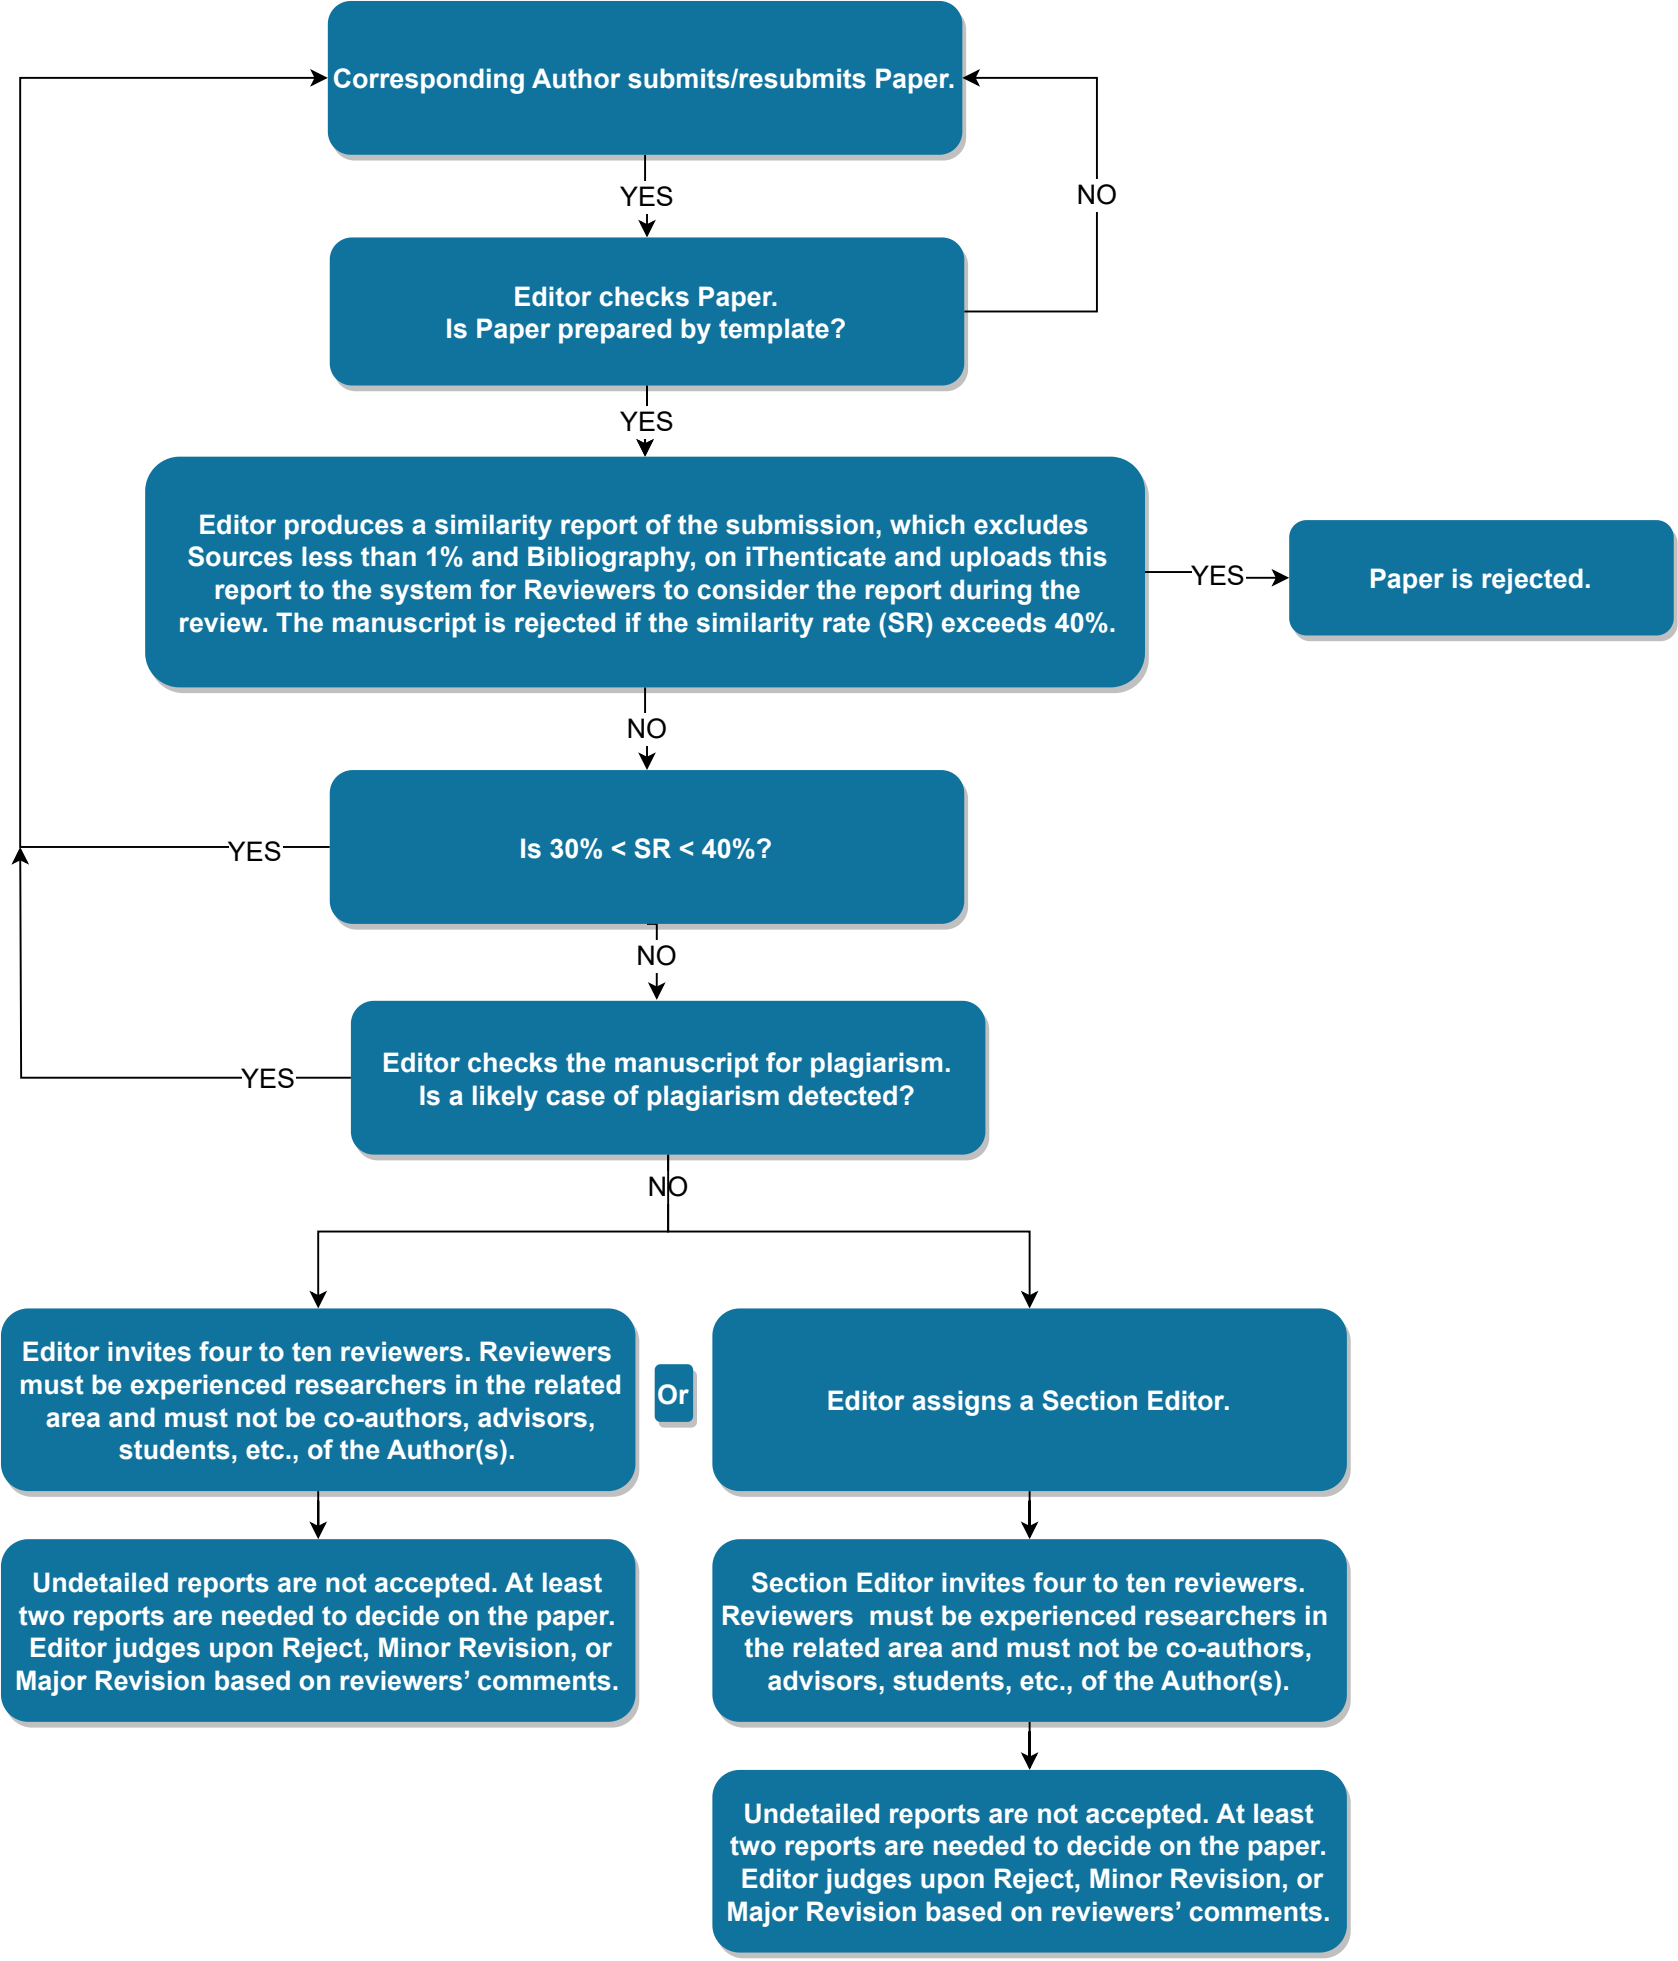 Corresponding Author submits/resubmits Paper.
YES
NO
Editor checks Paper.
Is Paper prepared by template?
YES
Editor produces a similarity report of the submission, which excludes
Sources less than 1% and Bibliography, on iThenticate and uploads this
report to the system for Reviewers to consider the report during the
review. The manuscript is rejected if the similarity rate (SR) exceeds 40%.
YES
Paper is rejected.
NO
Is 30% < SR < 40%?
YES
NO
Editor checks the manuscript for plagiarism.
Is a likely case of plagiarism detected?
YES
NO
Editor invites four to ten reviewers. Reviewers
must be experienced researchers in the related
area and must not be co-authors, advisors,
students, etc., of the Author(s).
Or
Editor assigns a Section Editor.
Undetailed reports are not accepted. At least
two reports are needed to decide on the paper.
Editor judges upon Reject, Minor Revision, or
Major Revision based on reviewers’ comments.
Section Editor invites four to ten reviewers.
Reviewers  must be experienced researchers in
the related area and must not be co-authors,
advisors, students, etc., of the Author(s).
Undetailed reports are not accepted. At least
two reports are needed to decide on the paper.
Editor judges upon Reject, Minor Revision, or
Major Revision based on reviewers’ comments.